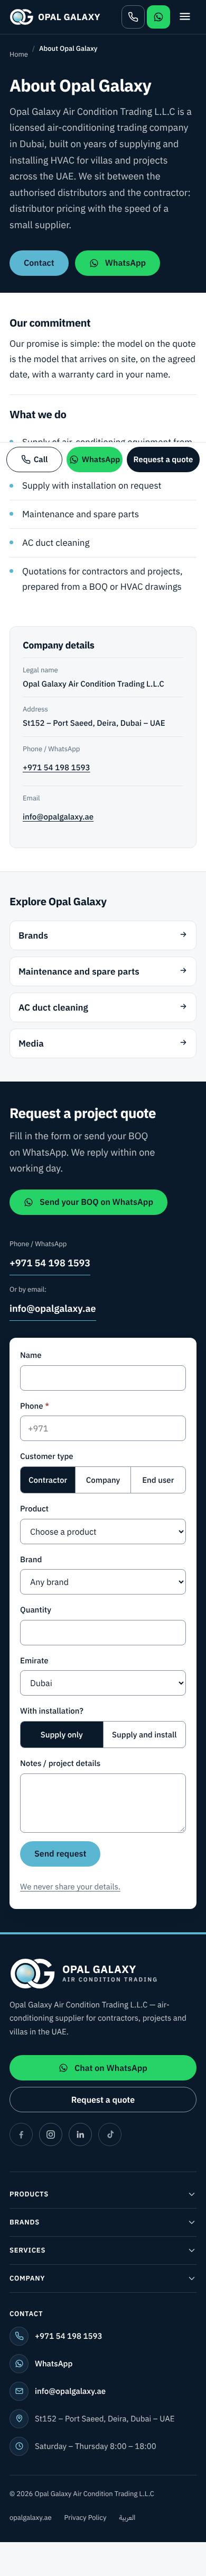 OPAL GALAXY
Home / About Opal Galaxy
About Opal Galaxy
Opal Galaxy Air Condition Trading L.L.C is a
licensed air-conditioning trading company
in Dubai, built on years of supplying and
installing HVAC for villas and projects
across the UAE. We sit between the
authorised distributors and the contractor:
distributor pricing with the speed of a
small supplier.
Contact
WhatsApp
Our commitment
Our promise is simple: the model on the quote
is the model that arrives on site, on the agreed
date, with a warranty card in your name.
What we do
Supply of air-conditioning equipment from
Call
WhatsApp
Request a quote
Supply with installation on request
Maintenance and spare parts
AC duct cleaning
Quotations for contractors and projects,
prepared from a BOQ or HVAC drawings
Company details
Legal name
Opal Galaxy Air Condition Trading L.L.C
Address
St152 – Port Saeed, Deira, Dubai – UAE
Phone / WhatsApp
+971 54 198 1593
Email
info@opalgalaxy.ae
Explore Opal Galaxy
Brands
Maintenance and spare parts
AC duct cleaning
Media
Request a project quote
Fill in the form or send your BOQ
on WhatsApp. We reply within one
working day.
Send your BOQ on WhatsApp
Phone / WhatsApp
+971 54 198 1593
Or by email:
info@opalgalaxy.ae
Name
Phone *
+971
Customer type
Contractor
Company
End user
Product
Choose a product
Brand
Any brand
Quantity
Emirate
Dubai
With installation?
Supply only
Supply and install
Notes / project details
Send request
We never share your details.
OPAL GALAXY
AIR CONDITION TRADING
Opal Galaxy Air Condition Trading L.L.C — air-
conditioning supplier for contractors, projects and
villas in the UAE.
Chat on WhatsApp
Request a quote
PRODUCTS
BRANDS
SERVICES
COMPANY
CONTACT
+971 54 198 1593
WhatsApp
info@opalgalaxy.ae
St152 – Port Saeed, Deira, Dubai – UAE
Saturday – Thursday 8:00 – 18:00
© 2026 Opal Galaxy Air Condition Trading L.L.C
opalgalaxy.ae
Privacy Policy
العربية